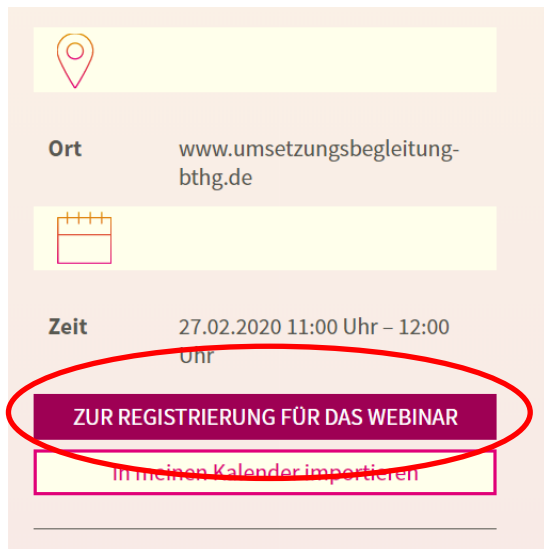 Ort www.umsetzungsbegleitung-
bthg.de
Zeit 27.02.2020 11:00 Uhr – 12:00
Uhr
ZUR REGISTRIERUNG FÜR DAS WEBINAR
In meinen Kalender importieren